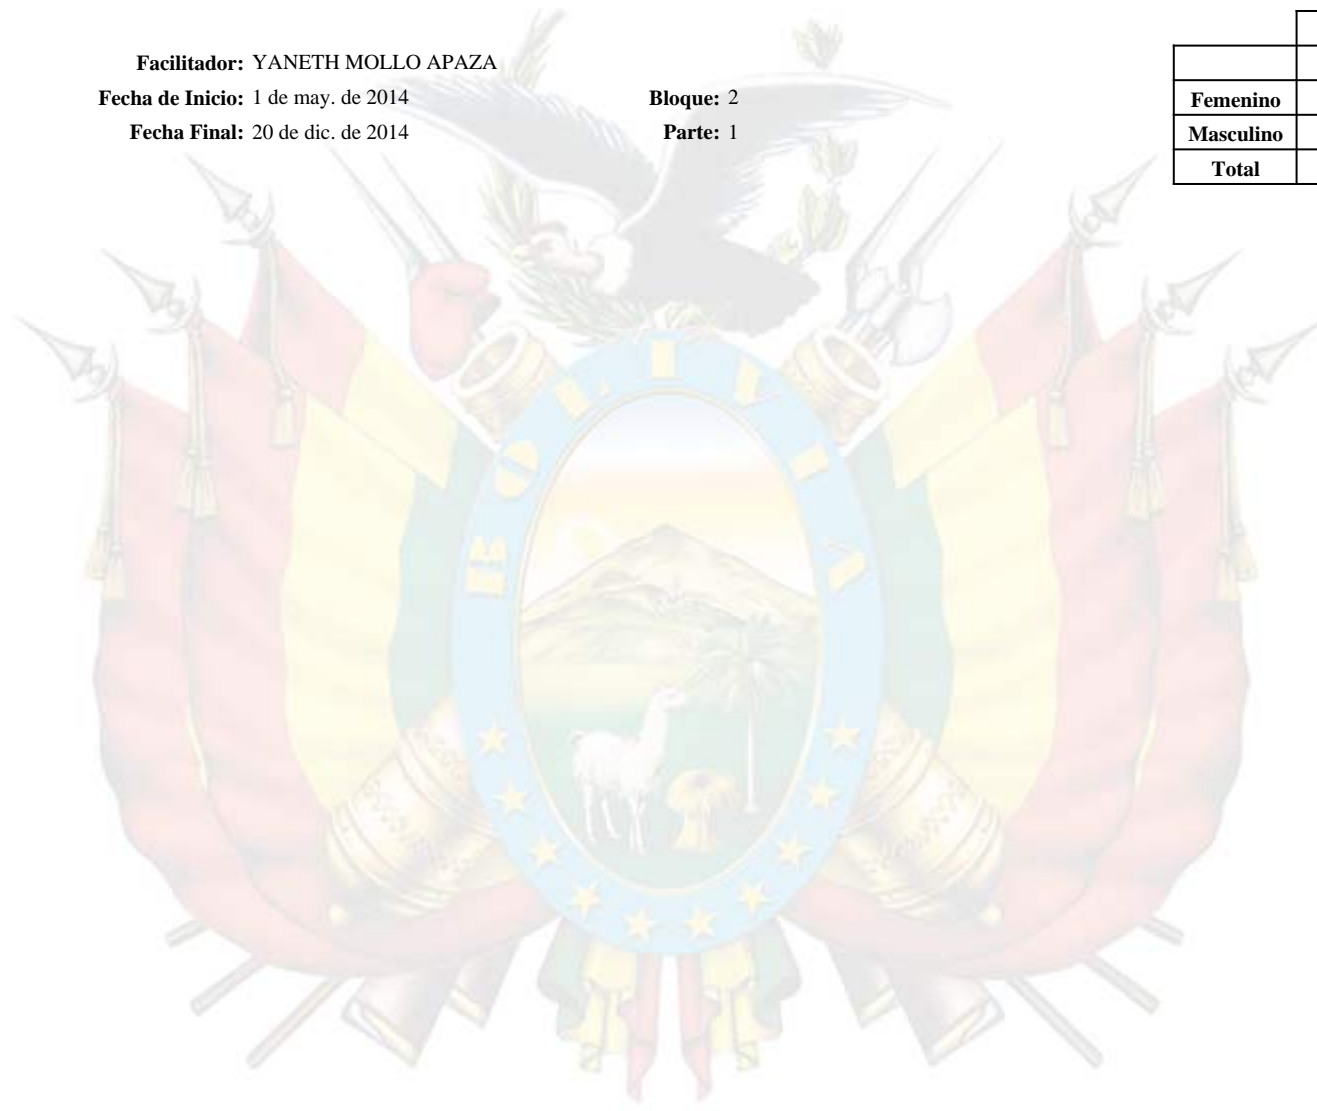 Facilitador: YANETH MOLLO APAZA
Fecha de Inicio: 1 de may. de 2014
Bloque: 2
Fecha Final: 20 de dic. de 2014
Parte: 1
Femenino
Masculino
Total
BOLIVIA